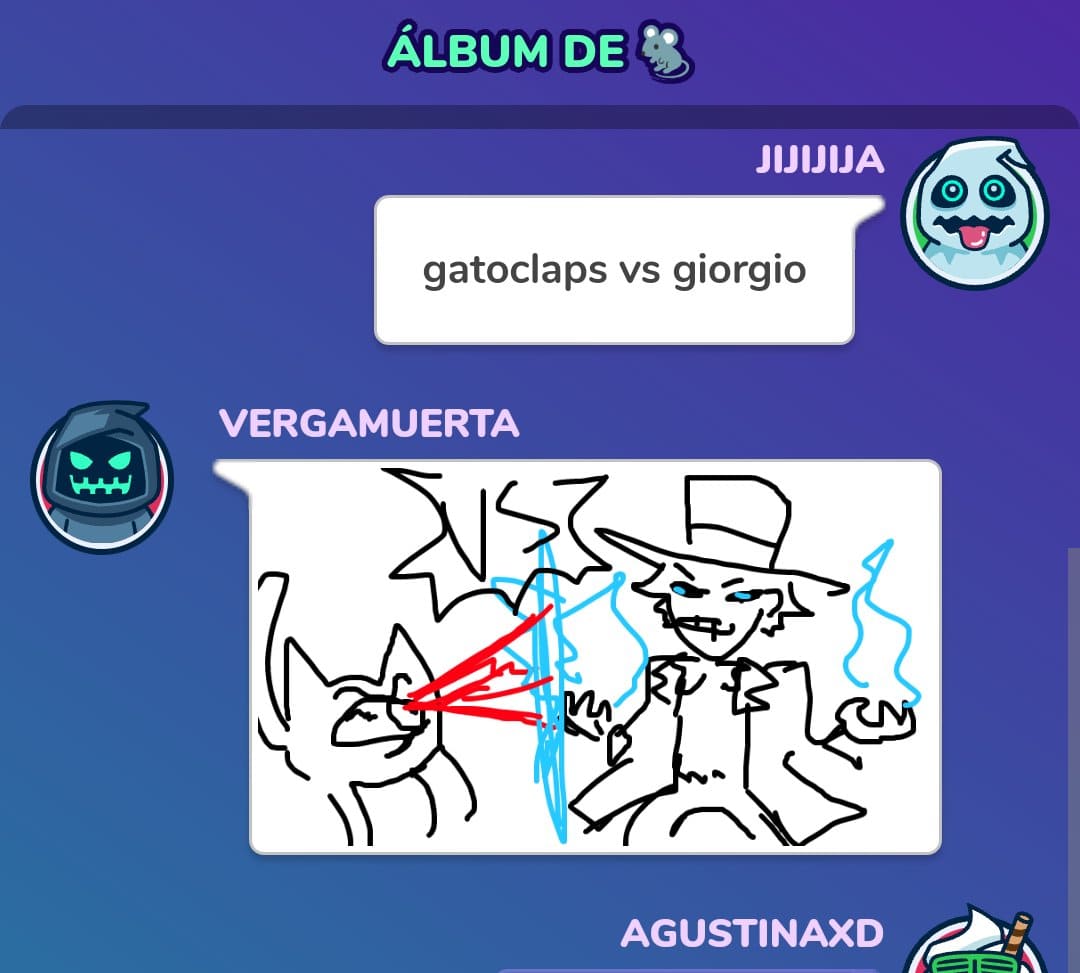 ÁLBUM DE 🐁
JIJIJIJA
gatoclaps vs giorgio
VERGAMUERTA
VS
AGUSTINAXD